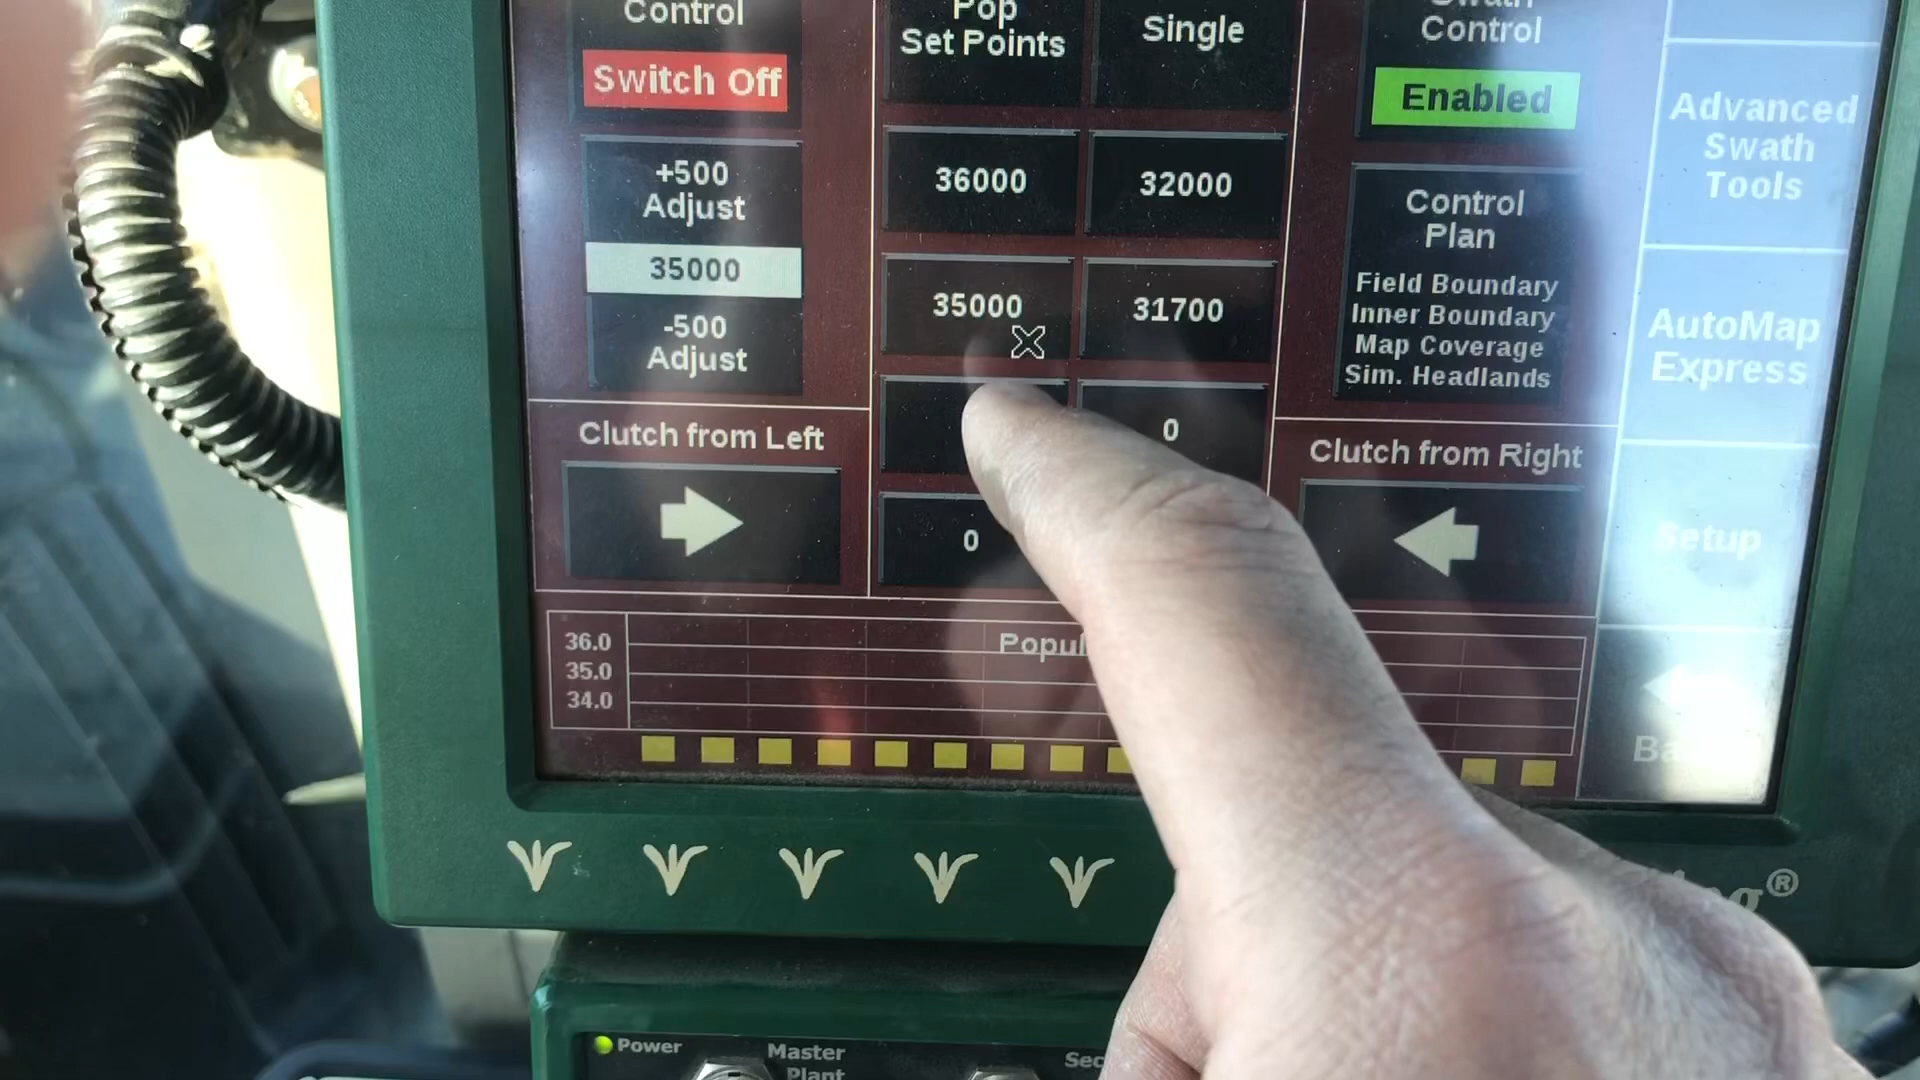 Control
Switch Off
+500
Adjust
35000
-500
Adjust
Clutch from Left
Pop
Set Points
Single
36000
32000
35000
31700
0
0
Swath
Control
Enabled
Control
Plan
Field Boundary
Inner Boundary
Map Coverage
Sim. Headlands
Clutch from Right
Advanced
Swath
Tools
AutoMap
Express
Setup
36.0
35.0
34.0
Power
Master
Plant